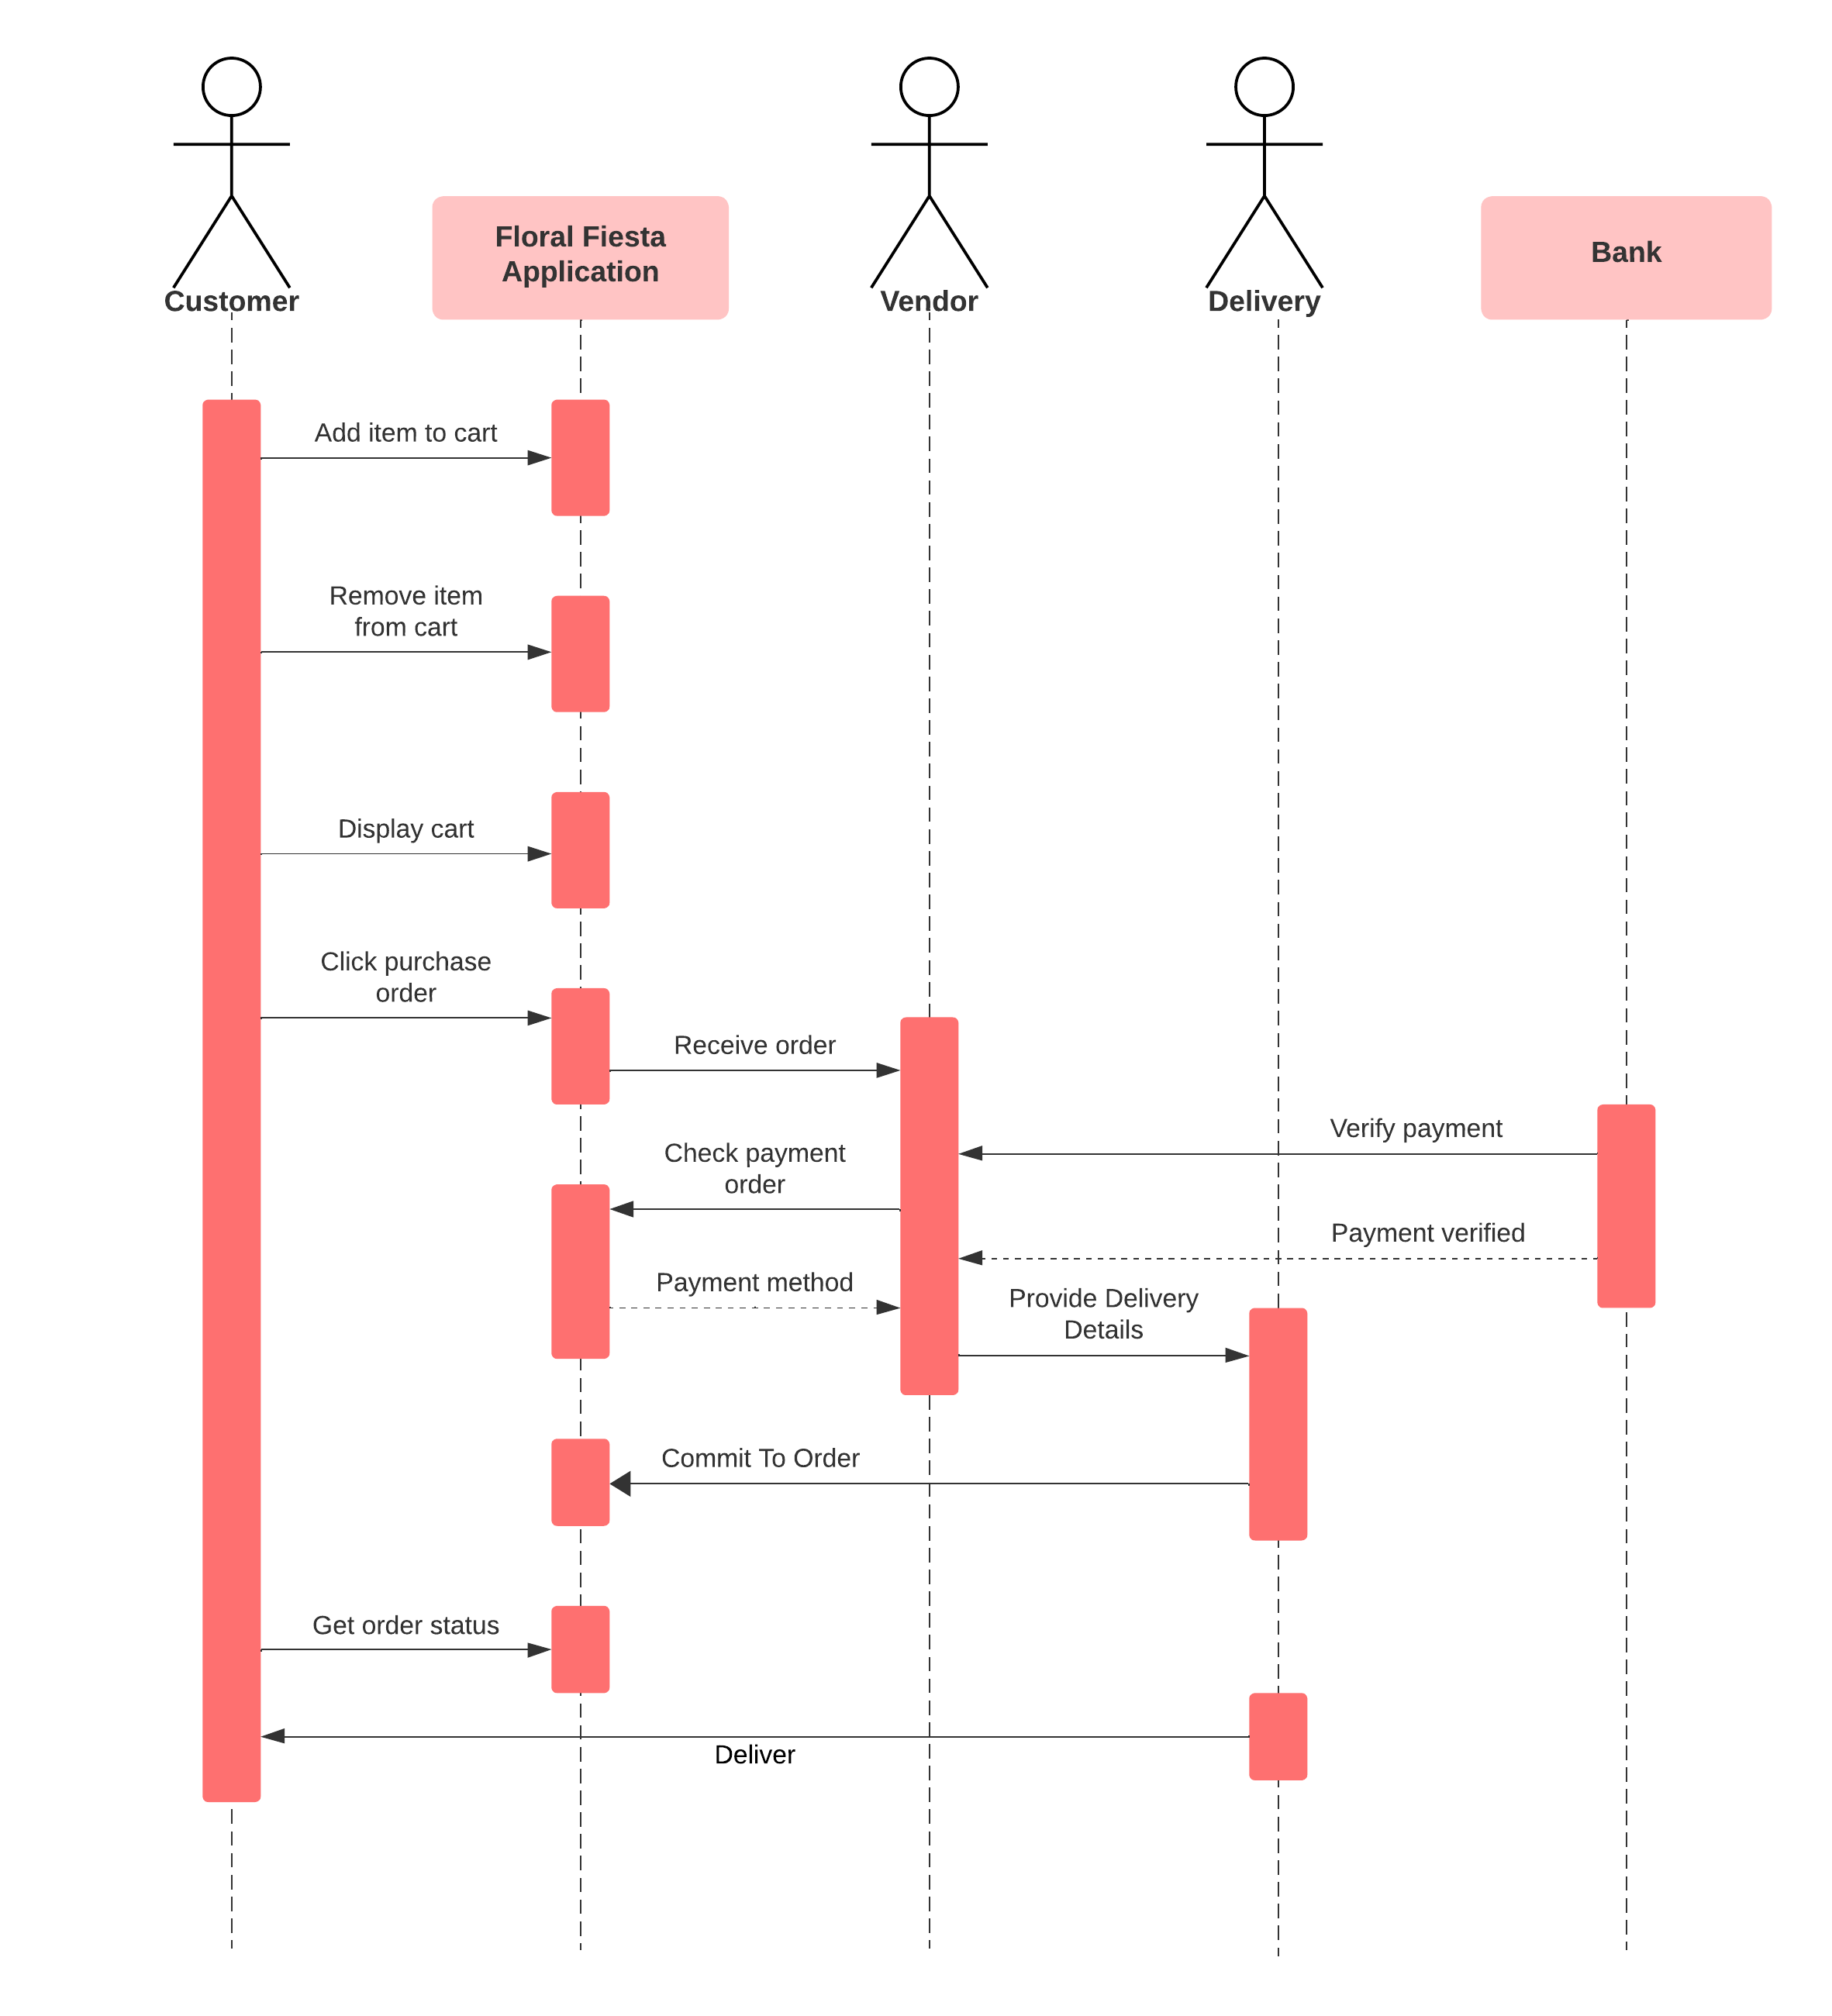 Floral Fiesta
Application
Bank
Customer
Vendor
Delivery
Add item to cart
Remove item
from cart
Display cart
Click purchase
order
Receive order
Verify payment
Check payment
order
Payment verified
Payment method
Provide Delivery
Details
Commit To Order
Get order status
Deliver